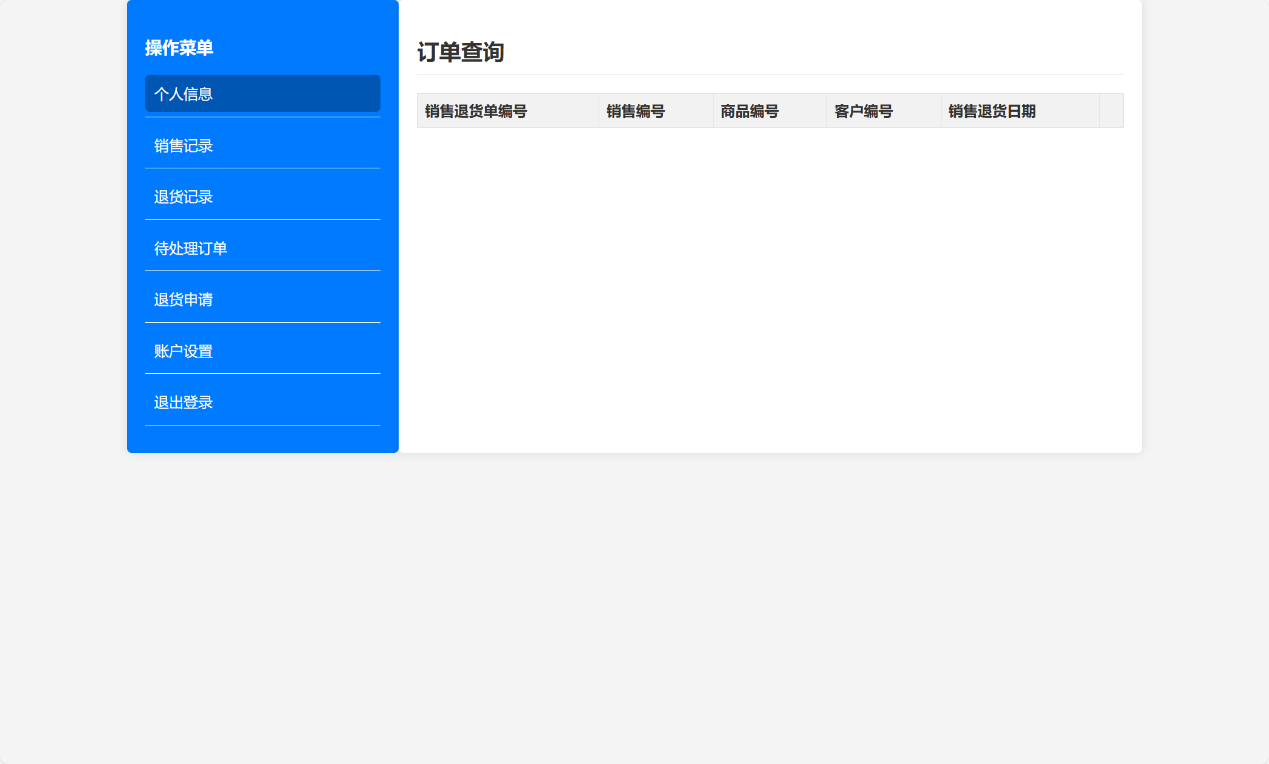 操作菜单
个人信息
销售记录
退货记录
待处理订单
退货申请
账户设置
退出登录
订单查询
销售退货单编号 销售编号 商品编号 客户编号 销售退货日期